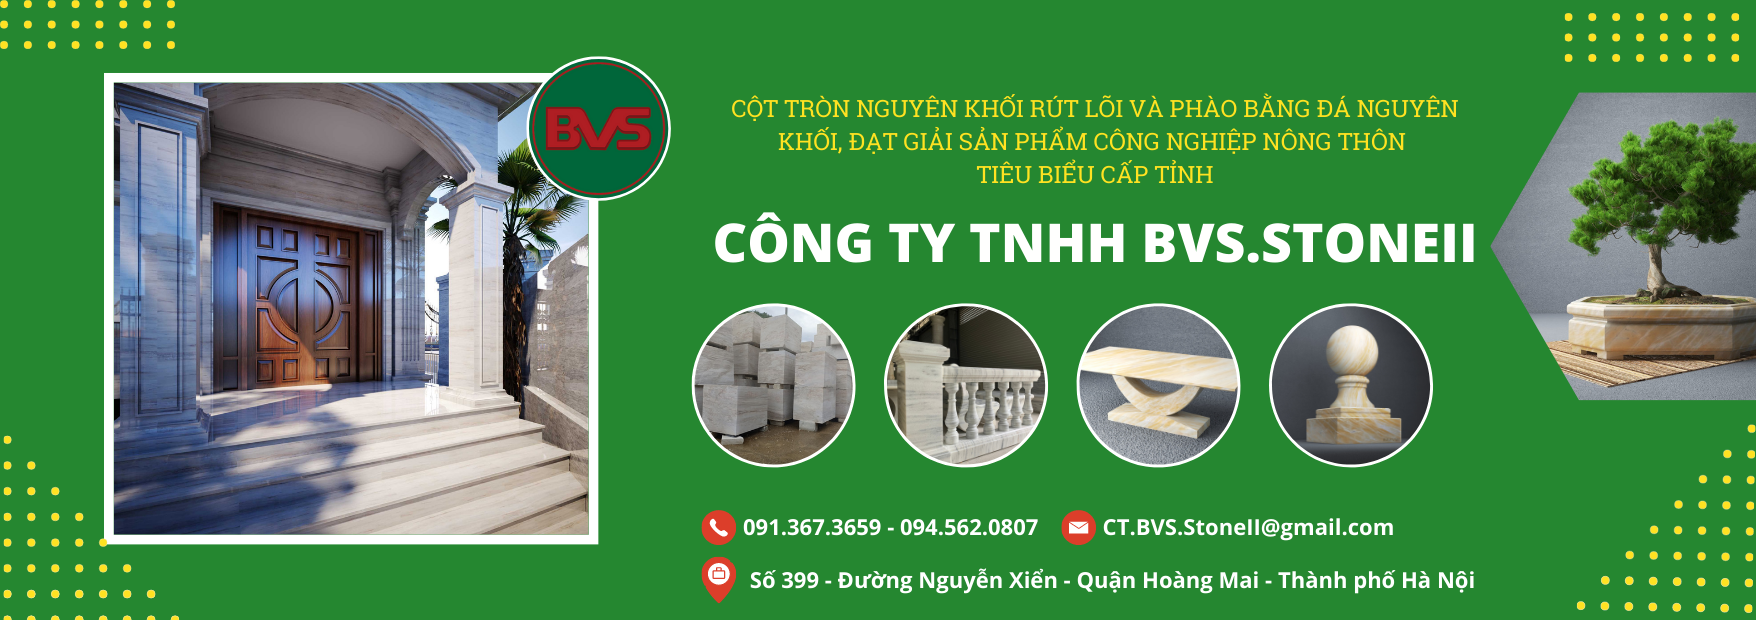 BVS
CỘT TRÒN NGUYÊN KHỐI RÚT LÕI VÀ PHÀO BẰNG ĐÁ NGUYÊN
KHỐI, ĐẠT GIẢI SẢN PHẨM CÔNG NGHIỆP NÔNG THÔN
TIÊU BIỂU CẤP TỈNH
CÔNG TY TNHH BVS.STONEII
091.367.3659 - 094.562.0807
CT.BVS.StoneII@gmail.com
Số 399 - Đường Nguyễn Xiển - Quận Hoàng Mai - Thành phố Hà Nội